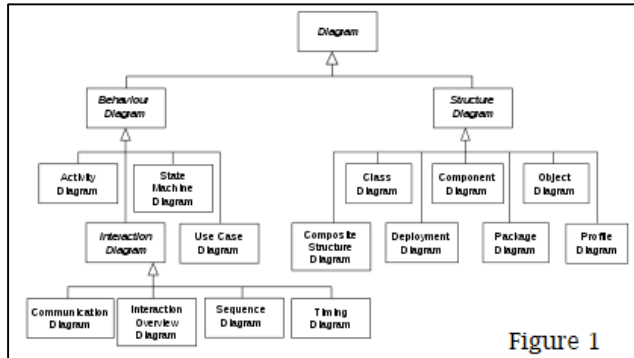 Diagram
Behaviour
Diagram
Structure
Diagram
Activity
Diagram
State
Machine
Diagram
Class
Diagram
Component
Diagram
Object
Diagram
Interaction
Diagram
Use Case
Diagram
Composite
Structure
Diagram
Deployment
Diagram
Package
Diagram
Profile
Diagram
Communication
Diagram
Interaction
Overview
Diagram
Sequence
Diagram
Timing
Diagram
Figure 1